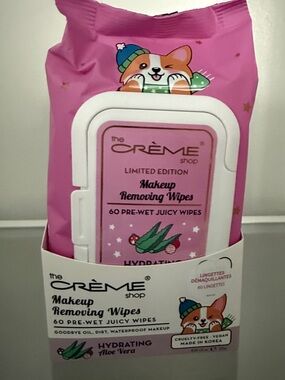 the
CRÈME®
shop
LIMITED EDITION
Makeup
Removing Wipes
60 PRE-WET JUICY WIPES
HYDRATING
the
CRÈME®
shop
Makeup
Removing Wipes
60 PRE-WET JUICY WIPES
GOODBYE OIL, DIRT, WATERPROOF MAKEUP
HYDRATING
Aloe Vera
LINGETTES
DÉMAQUILLANTES
CRUELTY-FREE • VEGAN
MADE IN KOREA